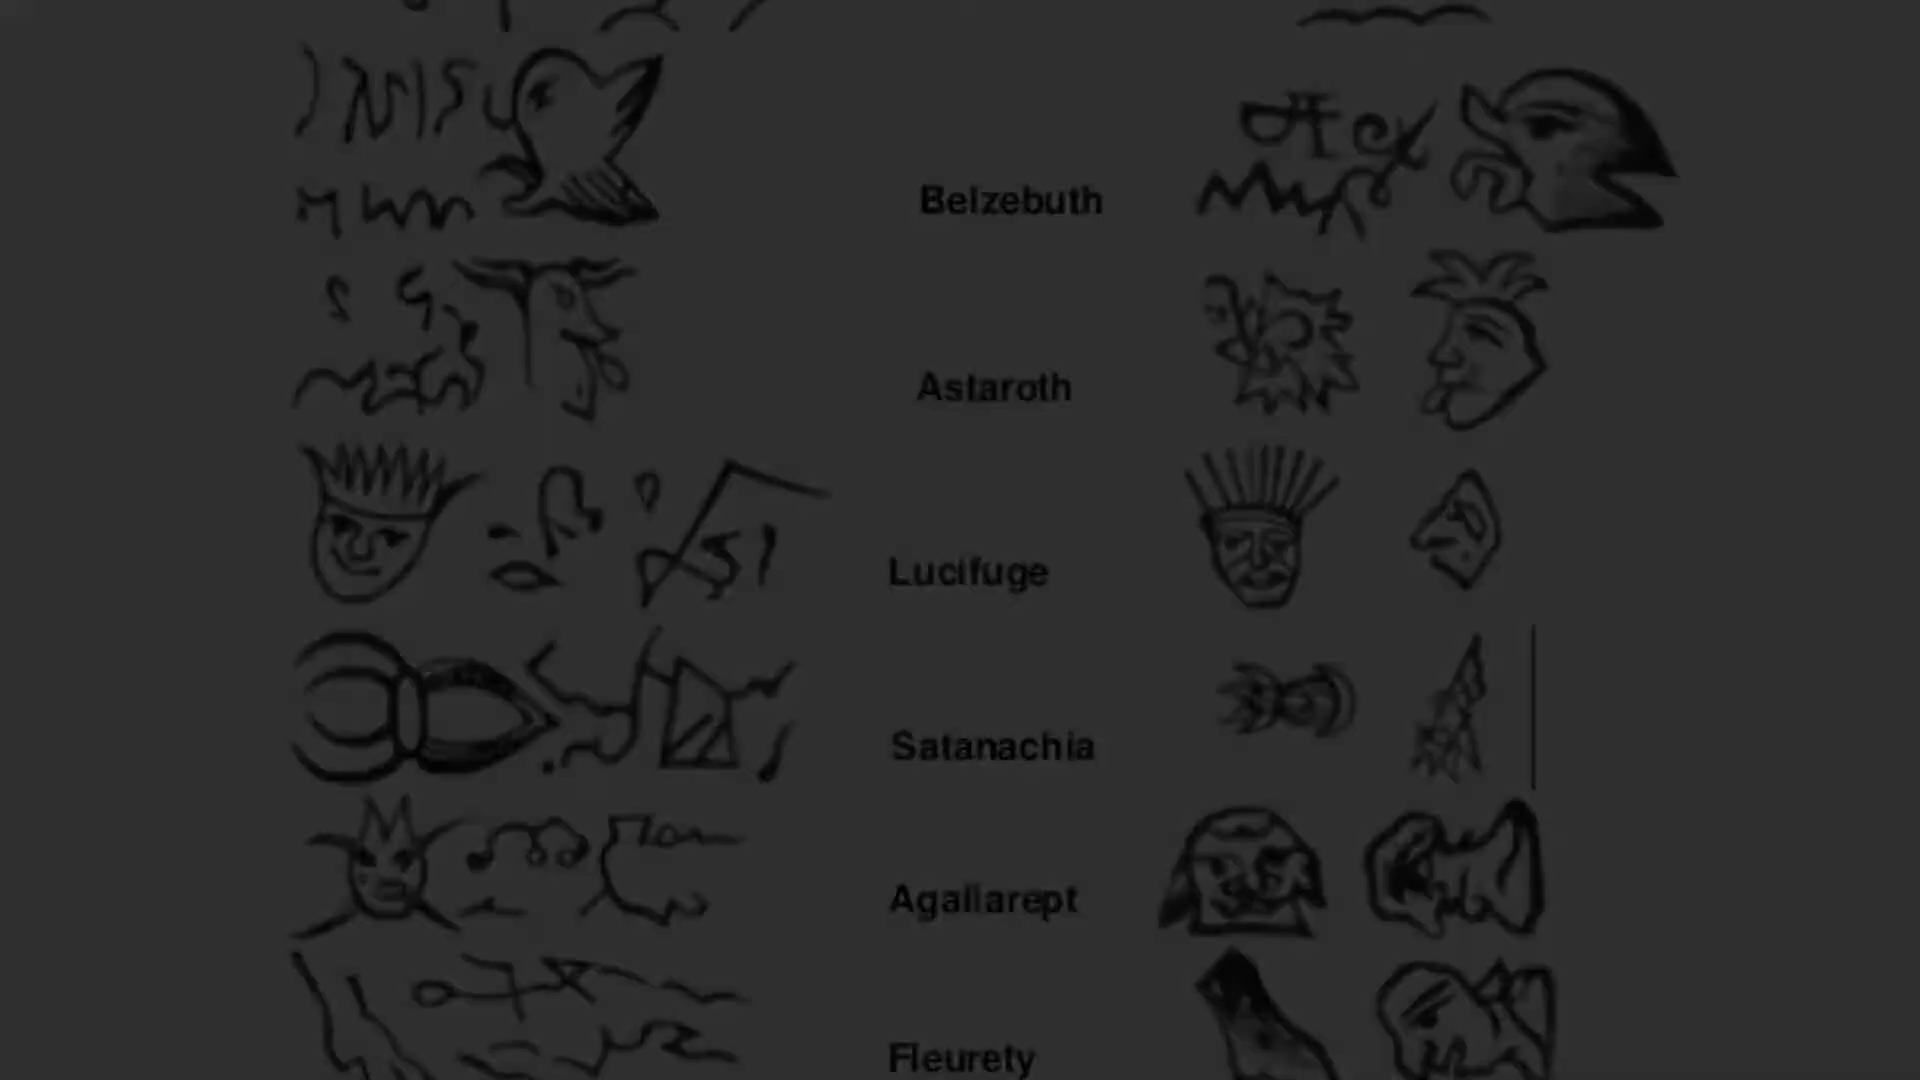 Belzebuth
Astaroth
Lucifuge
Satanachia
Agaliarept
Fleurety